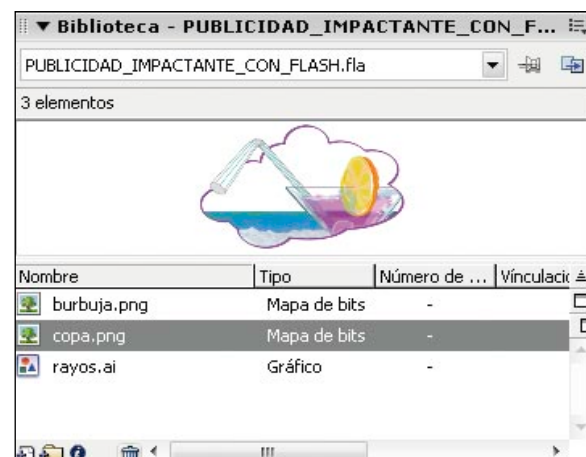 Biblioteca - PUBLICIDAD_IMPACTANTE_CON_F...
PUBLICIDAD_IMPACTANTE_CON_FLASH.fla
3 elementos
Nombre Tipo Número de ... Vínculacic
burbuja.png Mapa de bits -
copa.png Mapa de bits -
rayos.ai Gráfico -